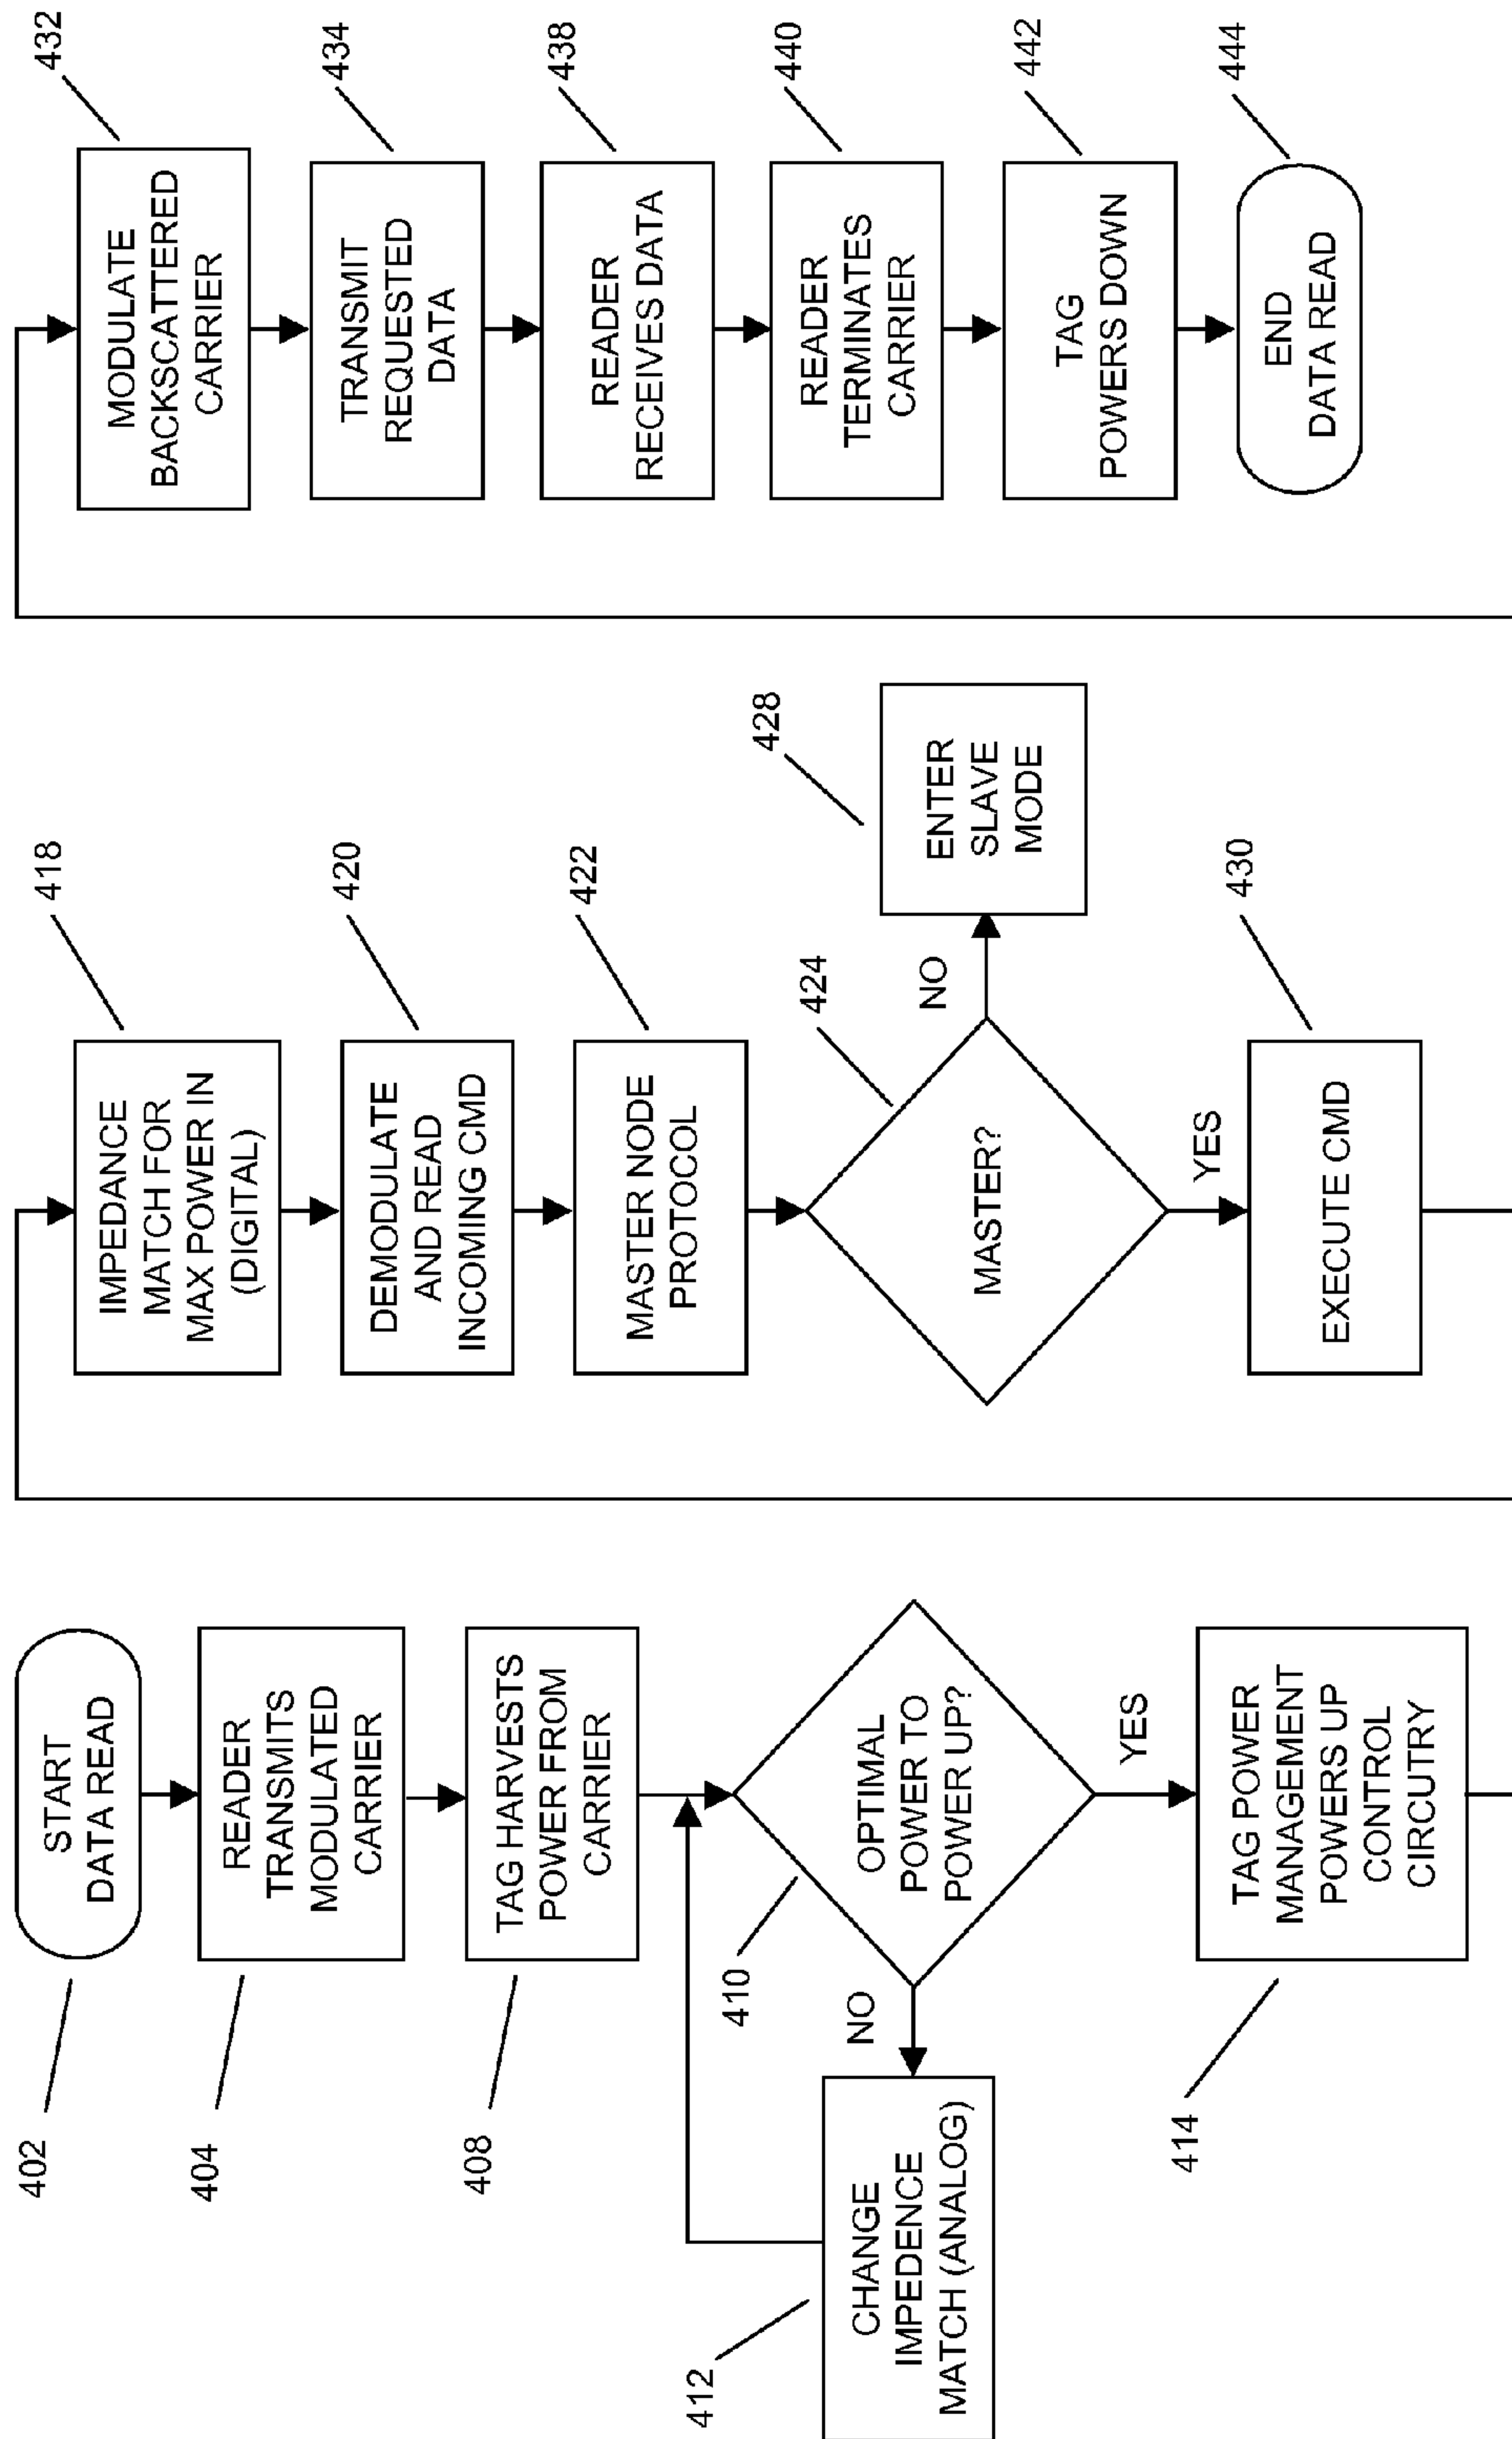 402
START
DATA READ
404
READER
TRANSMITS
MODULATED
CARRIER
408
TAG HARVESTS
POWER FROM
CARRIER
410
OPTIMAL
POWER TO
POWER UP?
NO
412
CHANGE
IMPEDENCE
MATCH (ANALOG)
YES
414
TAG POWER
MANAGEMENT
POWERS UP
CONTROL
CIRCUTRY
418
IMPEDANCE
MATCH FOR
MAX POWER IN
(DIGITAL)
420
DEMODULATE
AND READ
INCOMING CMD
422
MASTER NODE
PROTOCOL
424
MASTER?
NO
428
ENTER
SLAVE
MODE
YES
430
EXECUTE CMD
432
MODULATE
BACKSCATTERED
CARRIER
434
TRANSMIT
REQUESTED
DATA
438
READER
RECEIVES DATA
440
READER
TERMINATES
CARRIER
442
TAG
POWERS DOWN
444
END
DATA READ